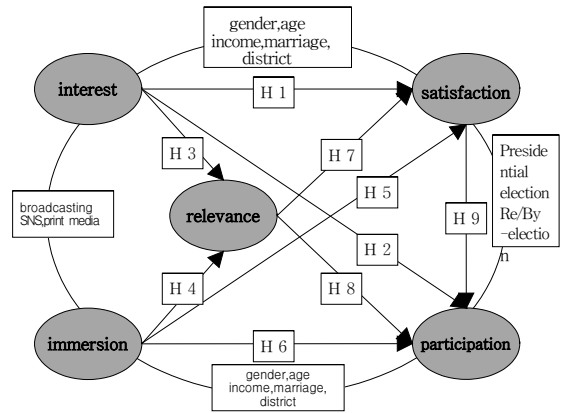 gender,age
income,marriage,
district
interest
H 1
satisfaction
H 3
H 7
Preside
ntial
election
Re/By
-electio
n
broadcasting
SNS,print media
relevance
H 5
H 9
H 2
H 4
H 8
immersion
H 6
participation
gender,age
income,marriage,
district